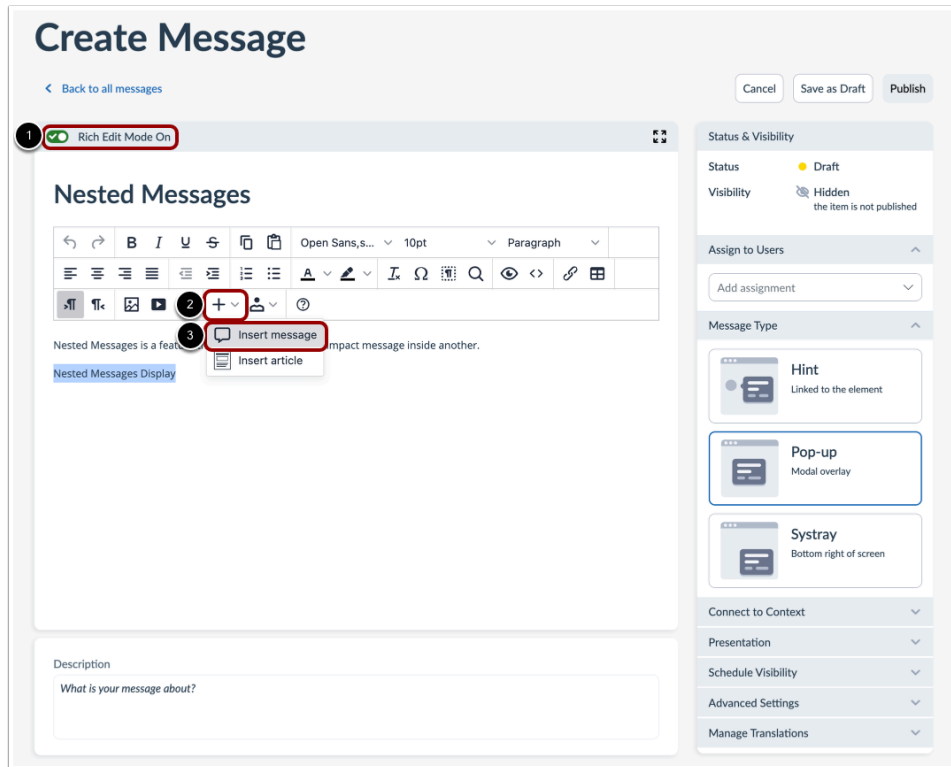 Create Message
Back to all messages
Cancel
Save as Draft
Publish
1
Rich Edit Mode On
Nested Messages
B I U S
Open Sans,s...
10pt
Paragraph
A
Ω
2
3
Insert message
Insert article
Nested Messages is a feat
mpact message inside another.
Nested Messages Display
Description
What is your message about?
Status & Visibility
Status
Draft
Visibility
Hidden
the item is not published
Assign to Users
Add assignment
Message Type
Hint
Linked to the element
Pop-up
Modal overlay
Systray
Bottom right of screen
Connect to Context
Presentation
Schedule Visibility
Advanced Settings
Manage Translations